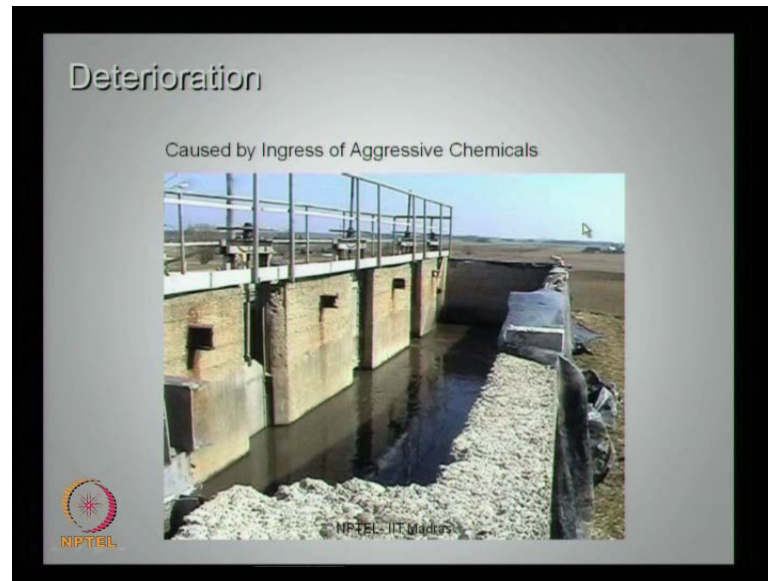 Deterioration
Caused by Ingress of Aggressive Chemicals
NPTEL- IIT Madras
NPTEL